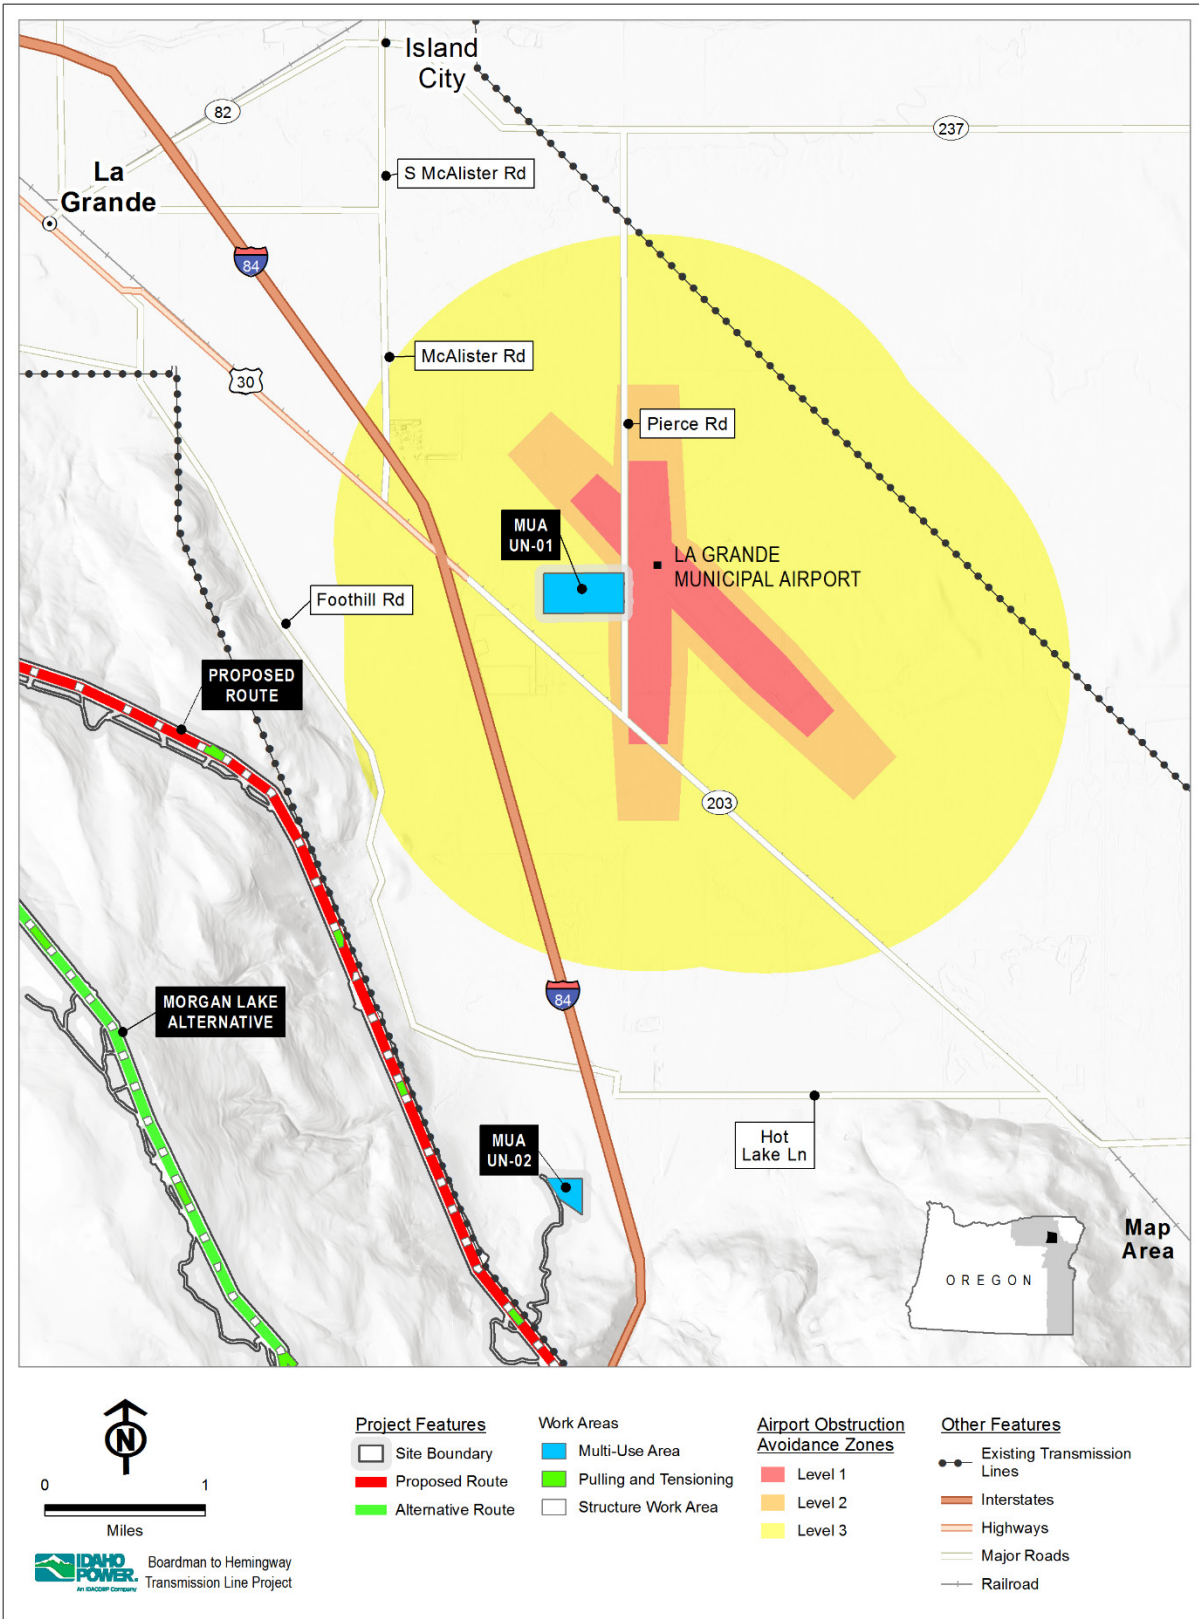 Island
City
82
237
La
Grande
S McAlister Rd
84
McAlister Rd
30
Pierce Rd
MUA
UN-01
LA GRANDE
MUNICIPAL AIRPORT
Foothill Rd
PROPOSED
ROUTE
203
84
MORGAN LAKE
ALTERNATIVE
MUA
UN-02
Hot
Lake Ln
Map
Area
OREGON
N
0 1
Miles
IDAHO
POWER
An IDACORP Company
Boardman to Hemingway
Transmission Line Project
Project Features
Site Boundary
Proposed Route
Alternative Route
Work Areas
Multi-Use Area
Pulling and Tensioning
Structure Work Area
Airport Obstruction
Avoidance Zones
Level 1
Level 2
Level 3
Other Features
Existing Transmission
Lines
Interstates
Highways
Major Roads
Railroad